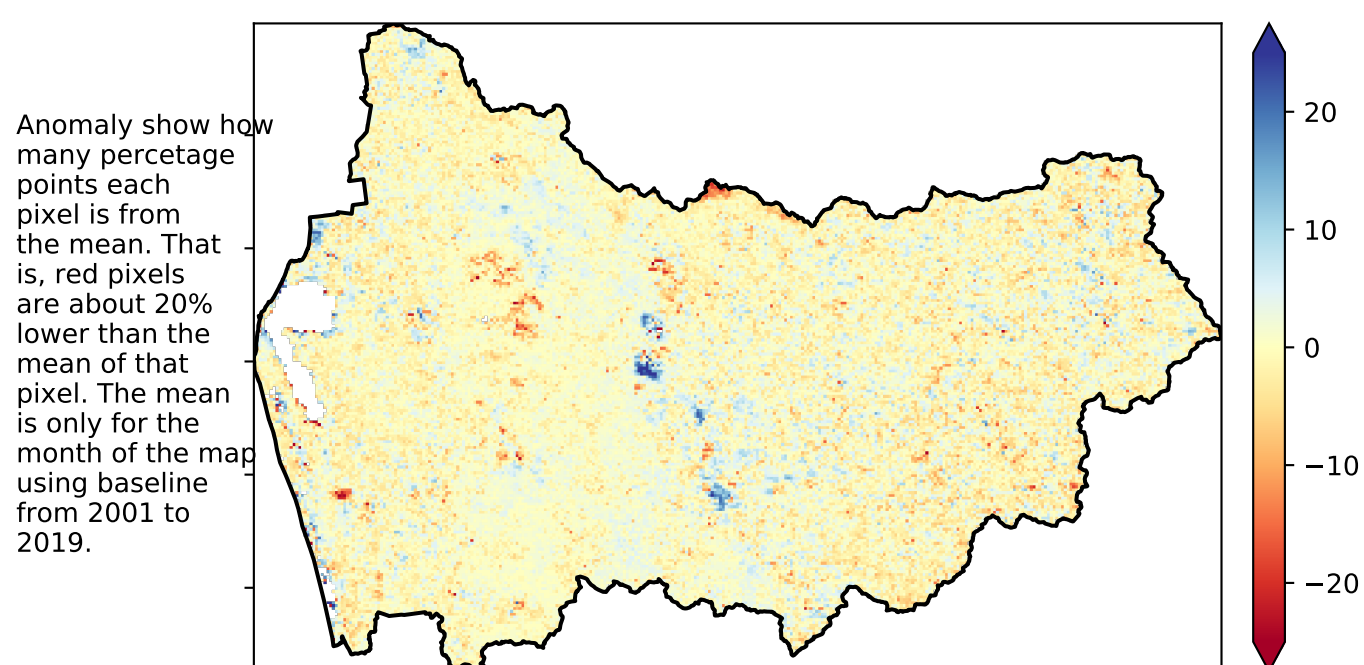 Anomaly show how
many percetage
points each
pixel is from
the mean. That
is, red pixels
are about 20%
lower than the
mean of that
pixel. The mean
is only for the
month of the map
using baseline
from 2001 to
2019.
20
10
0
−10
−20